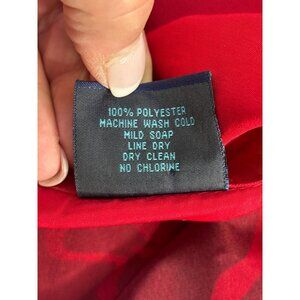 100% POLYESTER
MACHINE WASH COLD
MILD SOAP
LINE DRY
DRY CLEAN
NO CHLORINE